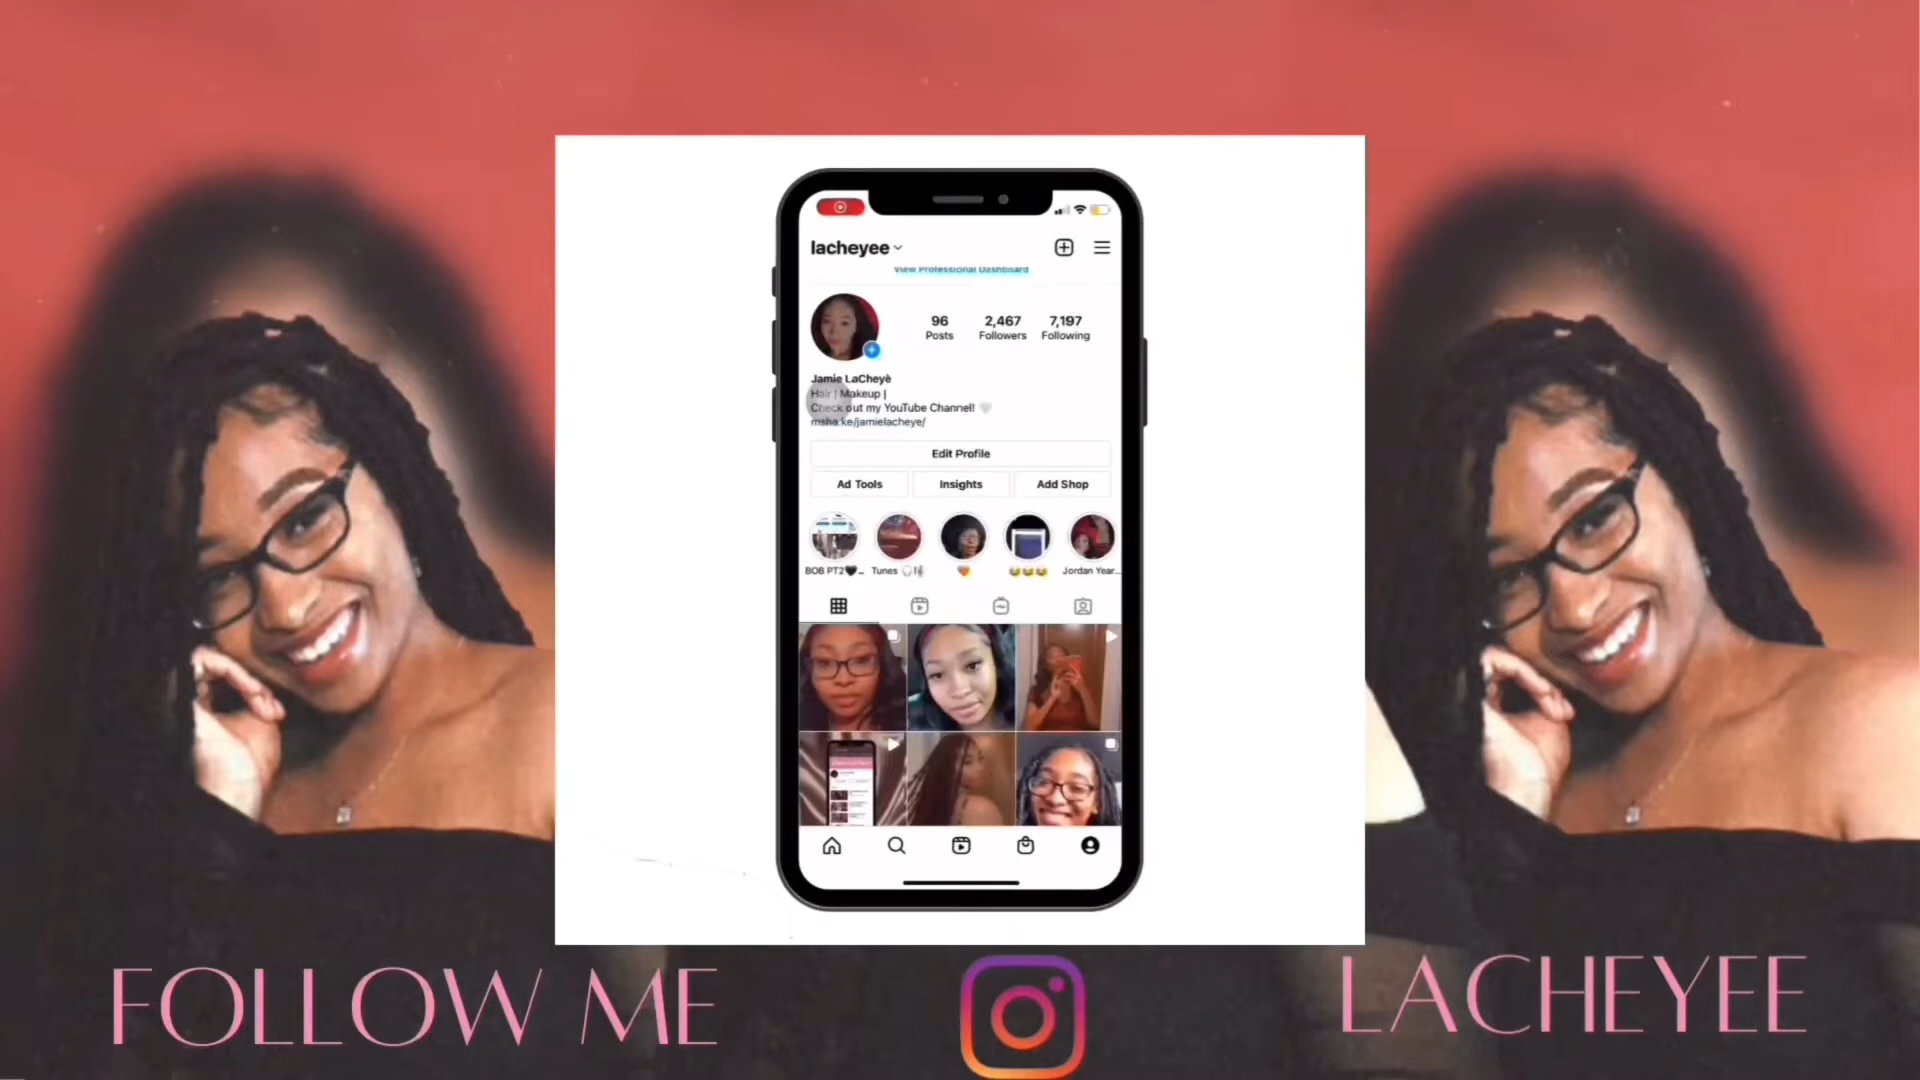 lacheyee
View Professional Dashboard
96 2,467 7,197
Posts Followers Following
Jamie LaCheyè
Hair | Makeup |
Check out my YouTube Channel! 🤍
msha.ke/jamielacheye/
Edit Profile
Ad Tools Insights Add Shop
BOB PT2🖤... Tunes 🎧🎼 🧡 😂😂😂 Jordan Year...
FOLLOW ME LACHEYEE